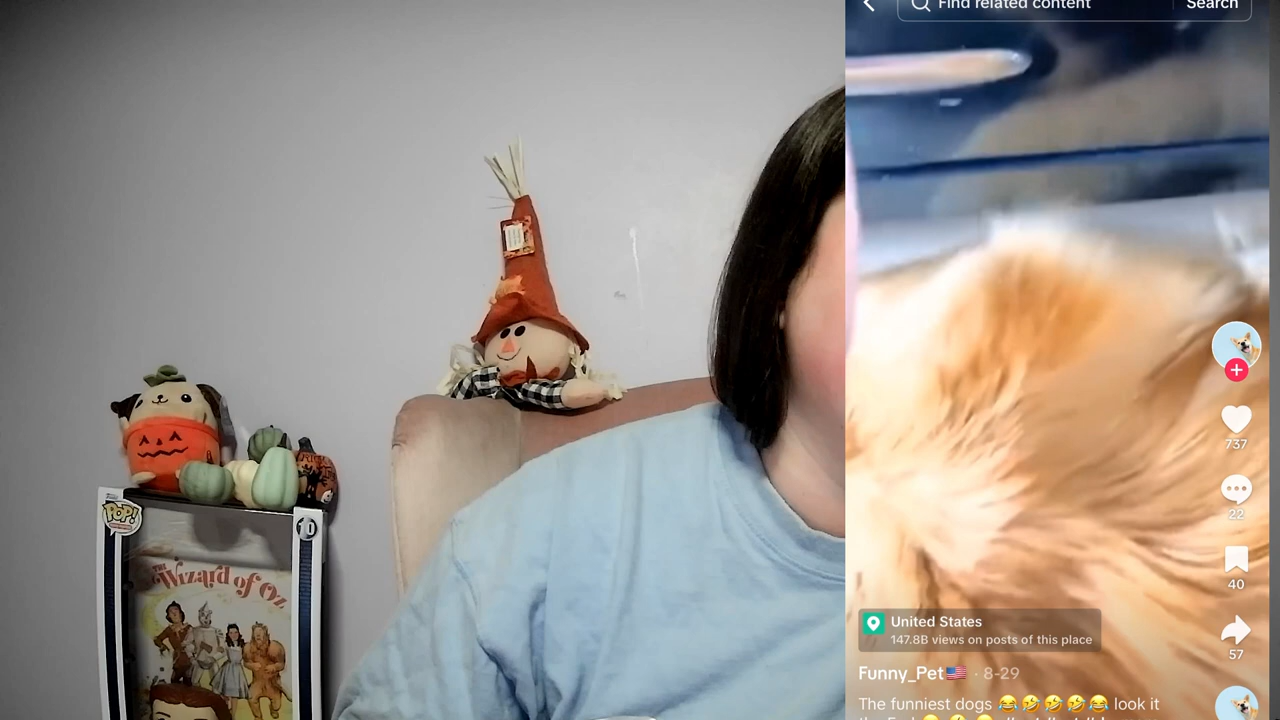 Find related content
Search
POP!
10
THE
Wizard of Oz
737
22
40
57
United States
147.8B views on posts of this place
Funny_Pet🇺🇸 · 8-29
The funniest dogs 😂🤣🤣🤣😂 look it